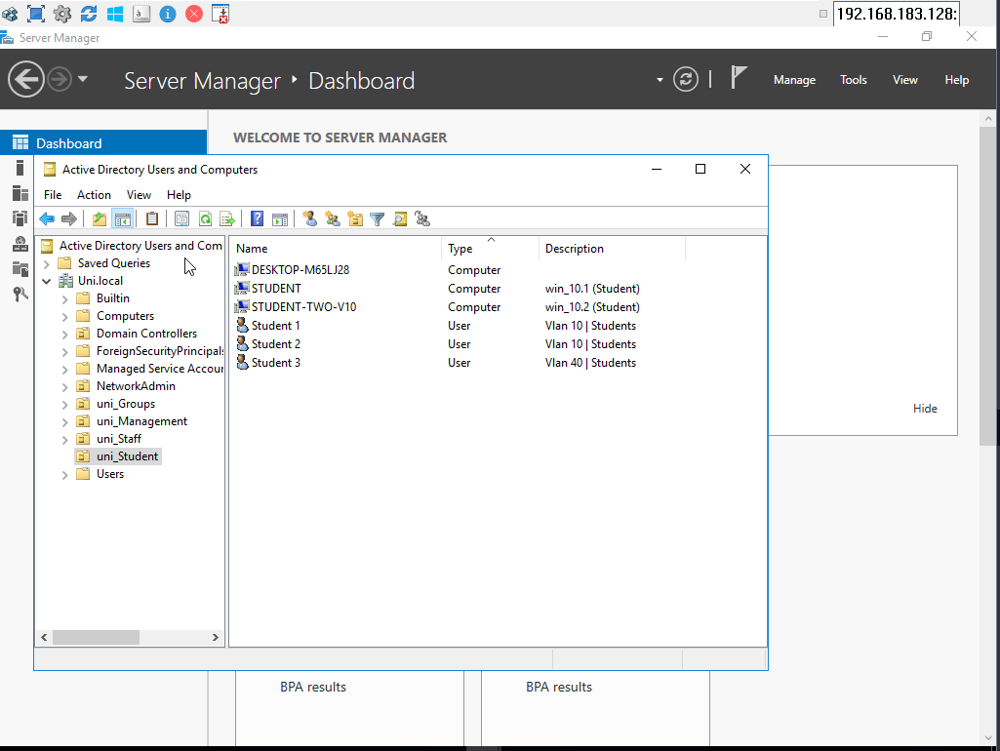 192.168.183.128:
Server Manager
Server Manager ‣ Dashboard
Manage Tools View Help
Dashboard
WELCOME TO SERVER MANAGER
Active Directory Users and Computers
File Action View Help
Active Directory Users and Com
Saved Queries
Uni.local
Builtin
Computers
Domain Controllers
ForeignSecurityPrincipals
Managed Service Accour
NetworkAdmin
uni_Groups
uni_Management
uni_Staff
uni_Student
Users
Name Type Description
DESKTOP-M65LJ28 Computer
STUDENT Computer win_10.1 (Student)
STUDENT-TWO-V10 Computer win_10.2 (Student)
Student 1 User Vlan 10 | Students
Student 2 User Vlan 10 | Students
Student 3 User Vlan 40 | Students
Hide
BPA results BPA results